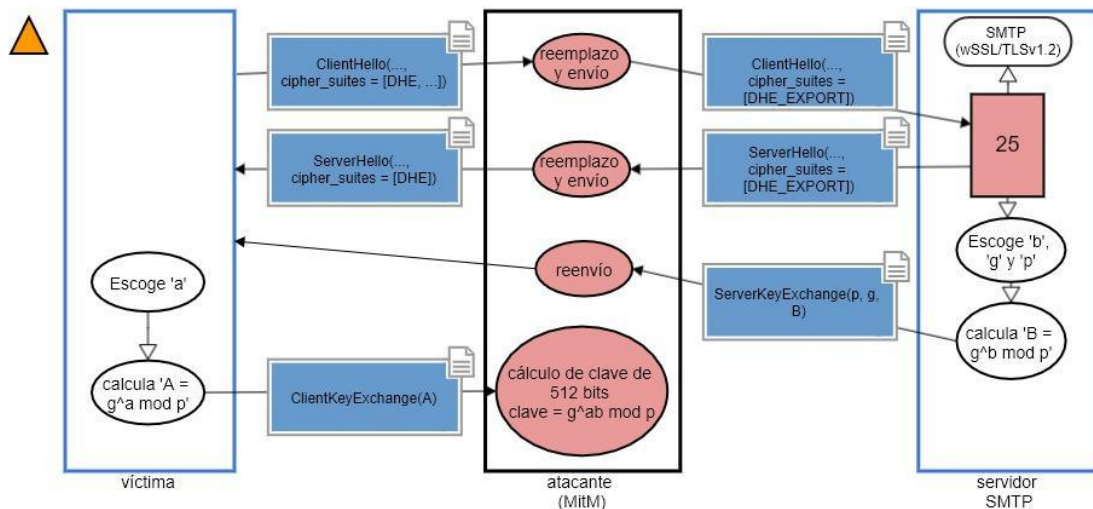 ClientHello(...,
cipher_suites = [DHE, ...])
reemplazo
y envío
ClientHello(...,
cipher_suites =
[DHE_EXPORT])
SMTP
(wSSL/TLSv1.2)
25
ServerHello(...,
cipher_suites = [DHE])
reemplazo
y envío
ServerHello(...,
cipher_suites =
[DHE_EXPORT])
Escoge 'b',
'g' y 'p'
Escoge 'a'
reenvío
ServerKeyExchange(p, g,
B)
calcula 'B =
g^b mod p'
calcula 'A =
g^a mod p'
ClientKeyExchange(A)
cálculo de clave de
512 bits
clave = g^ab mod p
víctima
atacante
(MitM)
servidor
SMTP